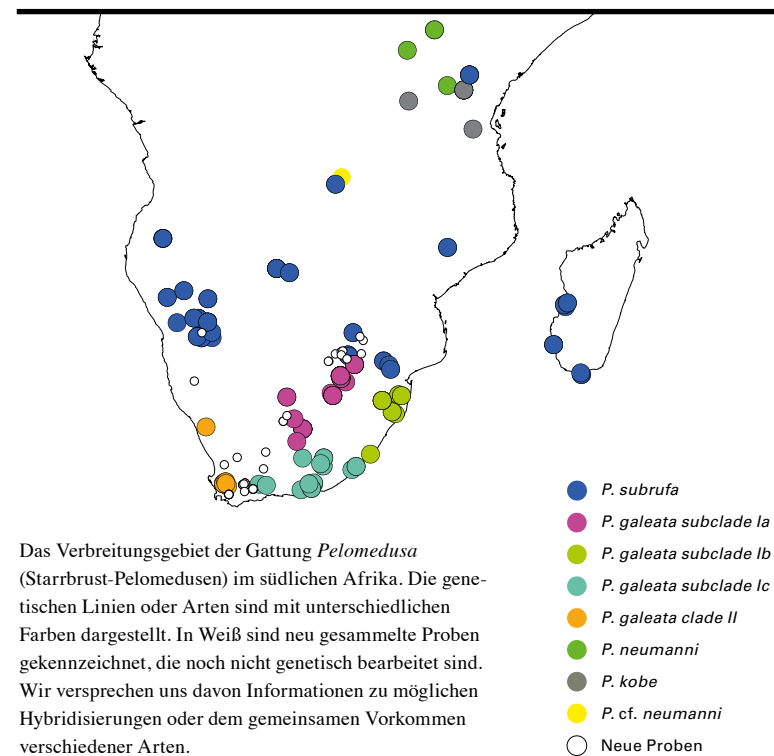 Das Verbreitungsgebiet der Gattung Pelomedusa
(Starrbrust-Pelomedusen) im südlichen Afrika. Die gene-
tischen Linien oder Arten sind mit unterschiedlichen
Farben dargestellt. In Weiß sind neu gesammelte Proben
gekennzeichnet, die noch nicht genetisch bearbeitet sind.
Wir versprechen uns davon Informationen zu möglichen
Hybridisierungen oder dem gemeinsamen Vorkommen
verschiedener Arten.
P. subrufa
P. galeata subclade Ia
P. galeata subclade Ib
P. galeata subclade Ic
P. galeata clade II
P. neumanni
P. kobe
P. cf. neumanni
Neue Proben